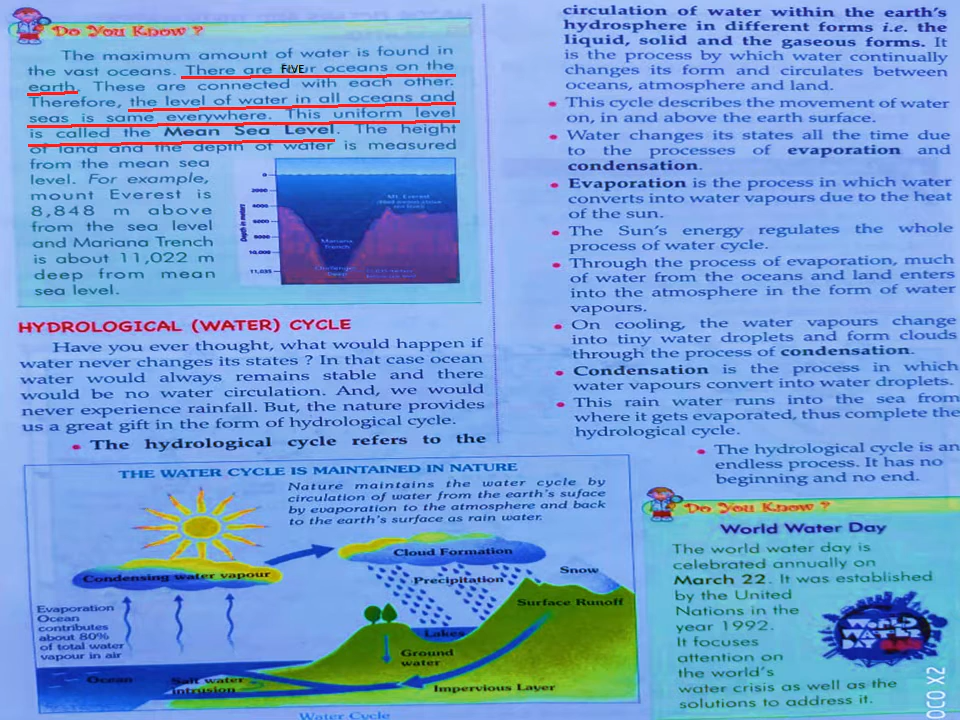 Do You Know ?
The maximum amount of water is found in
the vast oceans. There are FIVE oceans on the
earth. These are connected with each other.
Therefore, the level of water in all oceans and
seas is same everywhere. This uniform level
is called the Mean Sea Level. The height
of land and the depth of water is measured
from the mean sea
level. For example,
mount Everest is
8,848 m above
from the sea level
and Mariana Trench
is about 11,022 m
deep from mean
sea level.
Depth in meters
0
2000
4000
6000
8000
10,000
11,035
Mt. Everest
Mariana
Trench
Challenger
Deep
HYDROLOGICAL (WATER) CYCLE
Have you ever thought, what would happen if
water never changes its states ? In that case ocean
water would always remains stable and there
would be no water circulation. And, we would
never experience rainfall. But, the nature provides
us a great gift in the form of hydrological cycle.
• The hydrological cycle refers to the
circulation of water within the earth's
hydrosphere in different forms i.e. the
liquid, solid and the gaseous forms. It
is the process by which water continually
changes its form and circulates between
oceans, atmosphere and land.
• This cycle describes the movement of water
on, in and above the earth surface.
• Water changes its states all the time due
to the processes of evaporation and
condensation.
• Evaporation is the process in which water
converts into water vapours due to the heat
of the sun.
• The Sun's energy regulates the whole
process of water cycle.
• Through the process of evaporation, much
of water from the oceans and land enters
into the atmosphere in the form of water
vapours.
• On cooling, the water vapours change
into tiny water droplets and form clouds
through the process of condensation.
• Condensation is the process in which
water vapours convert into water droplets.
• This rain water runs into the sea from
where it gets evaporated, thus complete the
hydrological cycle.
• The hydrological cycle is an
endless process. It has no
beginning and no end.
THE WATER CYCLE IS MAINTAINED IN NATURE
Nature maintains the water cycle by
circulation of water from the earth's suface
by evaporation to the atmosphere and back
to the earth's surface as rain water.
Condensing water vapour
Cloud Formation
Precipitation
Snow
Surface Runoff
Evaporation
Ocean
contributes
about 80%
of total water
vapour in air
Lakes
Ground
water
Ocean
Salt water
intrusion
Impervious Layer
Water Cycle
Do You Know ?
World Water Day
The world water day is
celebrated annually on
March 22. It was established
by the United
Nations in the
year 1992.
It focuses
attention on
the world's
water crisis as well as the
solutions to address it.
WATER
DAY
OCO X2